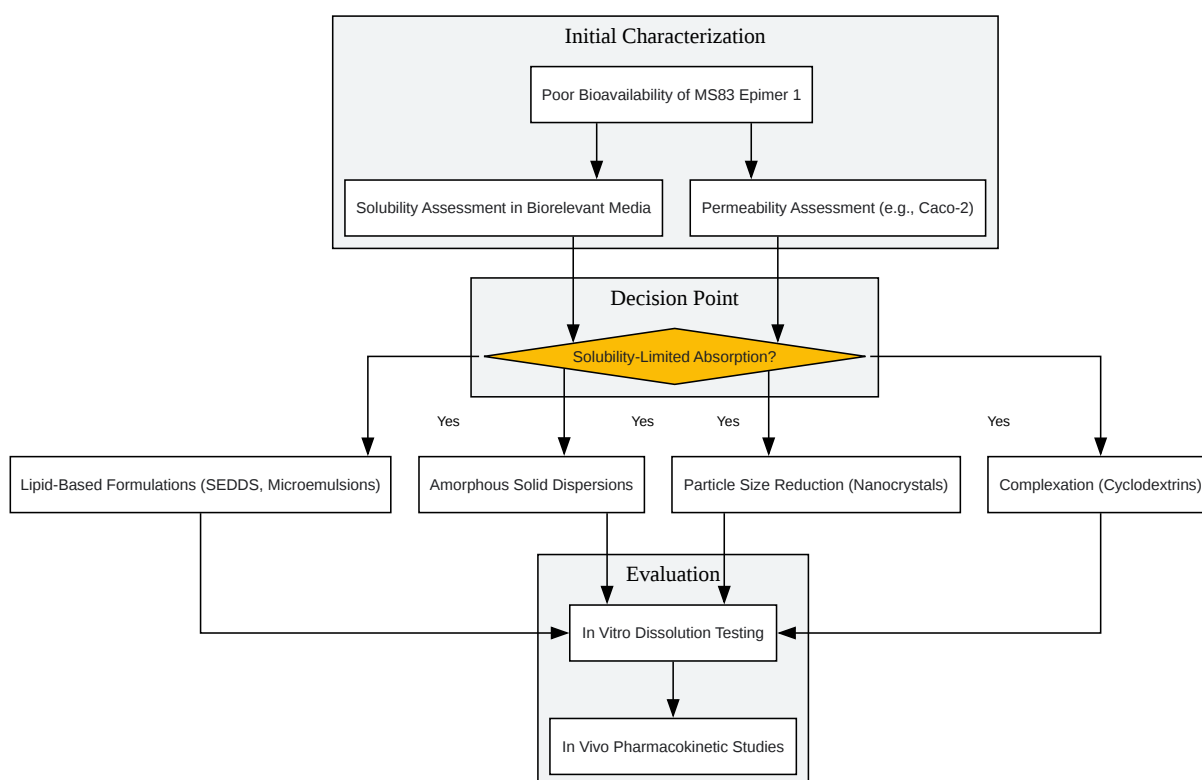 Initial Characterization
Poor Bioavailability of MS83 Epimer 1
Solubility Assessment in Biorelevant Media
Permeability Assessment (e.g., Caco-2)
Decision Point
Solubility-Limited Absorption?
Yes
Yes
Yes
Yes
Lipid-Based Formulations (SEDDS, Microemulsions)
Amorphous Solid Dispersions
Particle Size Reduction (Nanocrystals)
Complexation (Cyclodextrins)
Evaluation
In Vitro Dissolution Testing
In Vivo Pharmacokinetic Studies